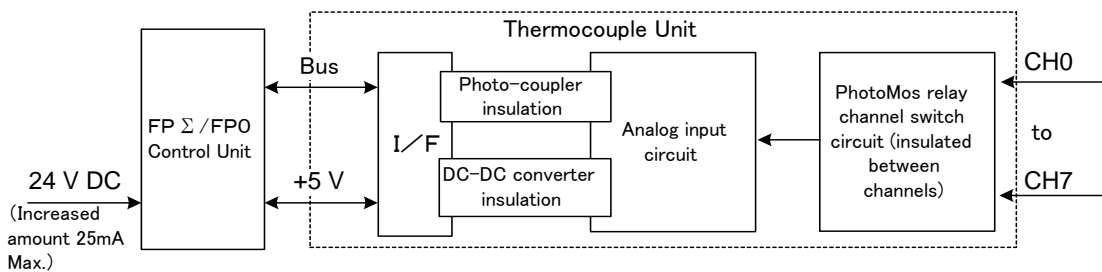 Thermocouple Unit
Bus
FP Σ/FP0
Control Unit
+5 V
24 V DC
(Increased
amount 25mA
Max.)
I/F
Photo-coupler
insulation
DC-DC converter
insulation
Analog input
circuit
PhotoMos relay
channel switch
circuit (insulated
between
channels)
CH0
to
CH7